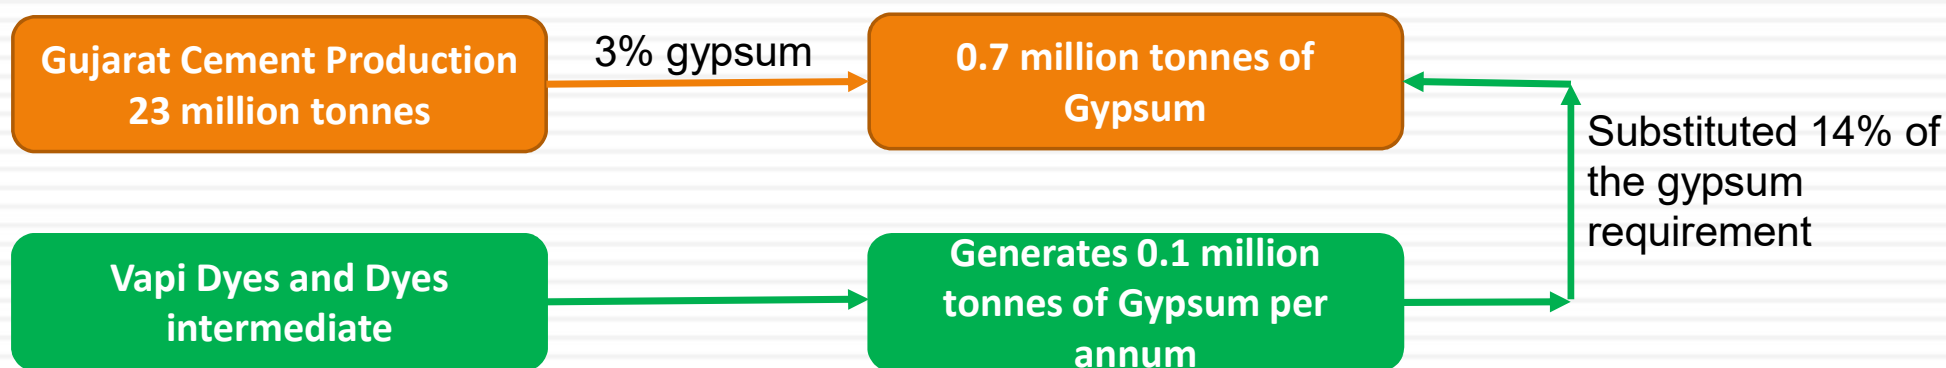 Gujarat Cement Production
23 million tonnes
3% gypsum
0.7 million tonnes of
Gypsum
Substituted 14% of
the gypsum
requirement
Vapi Dyes and Dyes
intermediate
Generates 0.1 million
tonnes of Gypsum per
annum